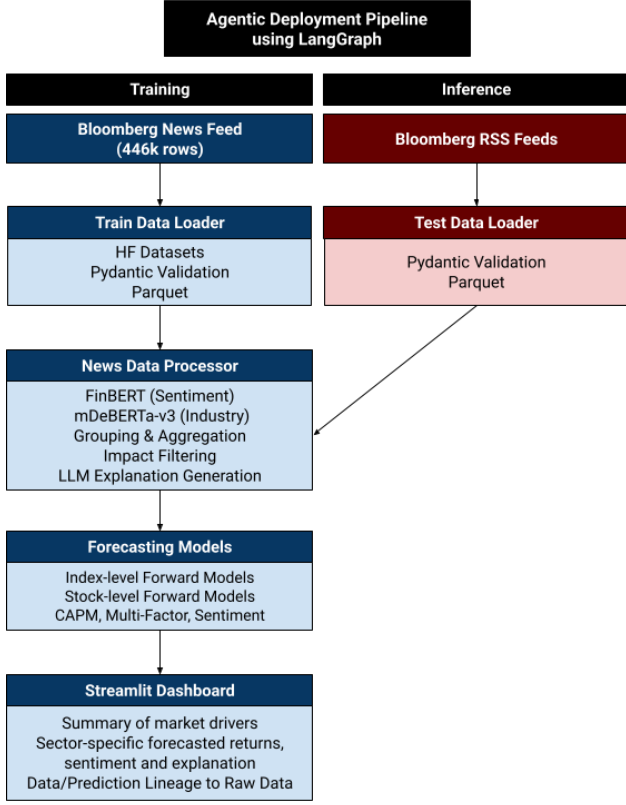 Agentic Deployment Pipeline
using LangGraph
Training
Inference
Bloomberg News Feed
(446k rows)
Bloomberg RSS Feeds
Train Data Loader
HF Datasets
Pydantic Validation
Parquet
Test Data Loader
Pydantic Validation
Parquet
News Data Processor
FinBERT (Sentiment)
mDeBERTa-v3 (Industry)
Grouping & Aggregation
Impact Filtering
LLM Explanation Generation
Forecasting Models
Index-level Forward Models
Stock-level Forward Models
CAPM, Multi-Factor, Sentiment
Streamlit Dashboard
Summary of market drivers
Sector-specific forecasted returns,
sentiment and explanation
Data/Prediction Lineage to Raw Data